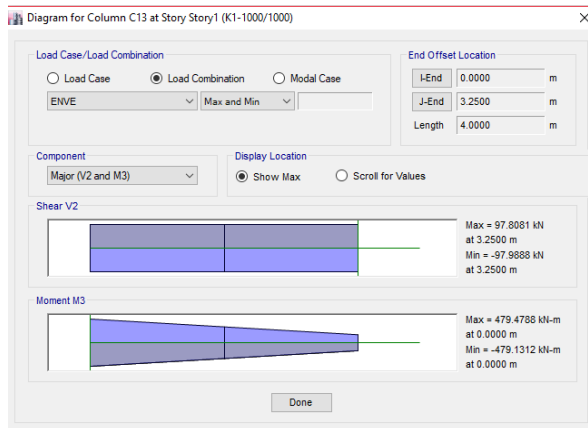 Diagram for Column C13 at Story Story1 (K1-1000/1000)
Load Case/Load Combination
Load Case Load Combination Modal Case
ENVE Max and Min
End Offset Location
I-End 0.0000 m
J-End 3.2500 m
Length 4.0000 m
Component
Major (V2 and M3)
Display Location
Show Max Scroll for Values
Shear V2
Max = 97.8081 kN
at 3.2500 m
Min = -97.9888 kN
at 3.2500 m
Moment M3
Max = 479.4788 kN-m
at 0.0000 m
Min = -479.1312 kN-m
at 0.0000 m
Done